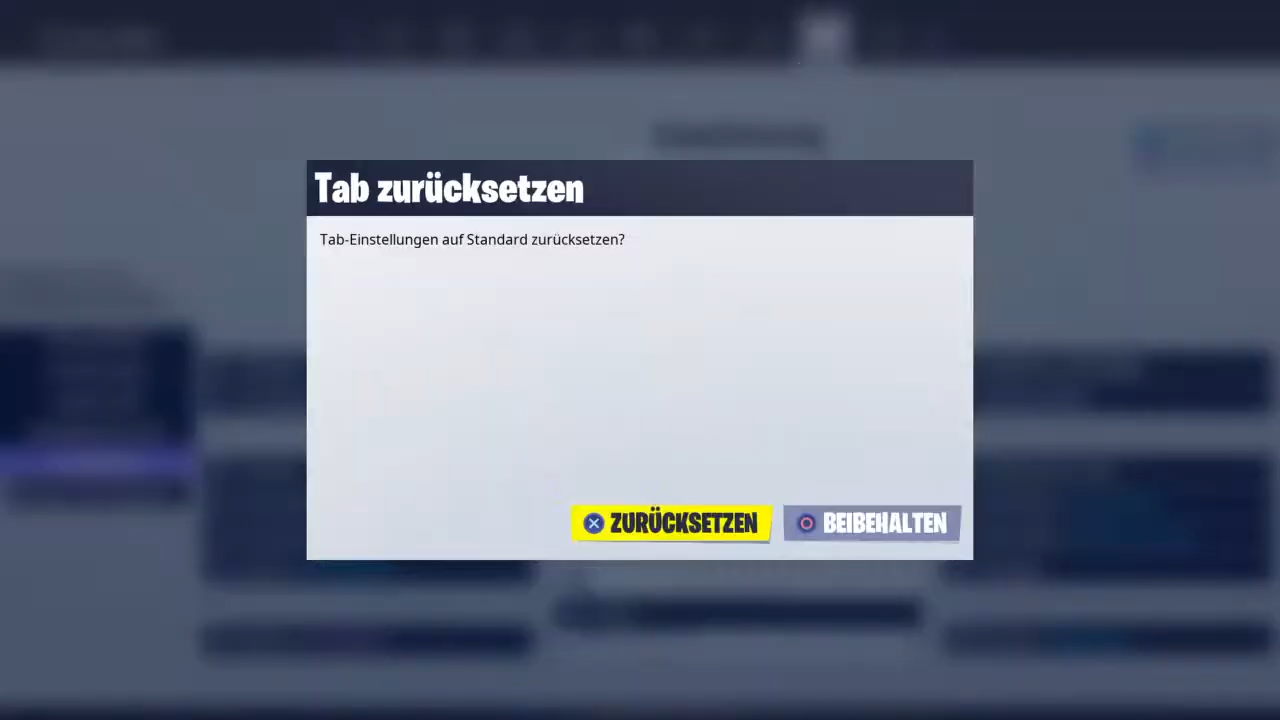 Tab zurücksetzen
Tab-Einstellungen auf Standard zurücksetzen?
ZURÜCKSETZEN
BEIBEHALTEN